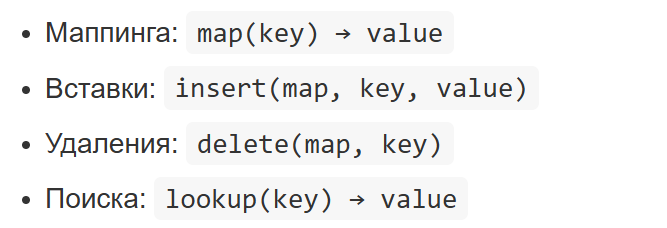 • Маппинга: map(key) → value
• Вставки: insert(map, key, value)
• Удаления: delete(map, key)
• Поиска: lookup(key) → value